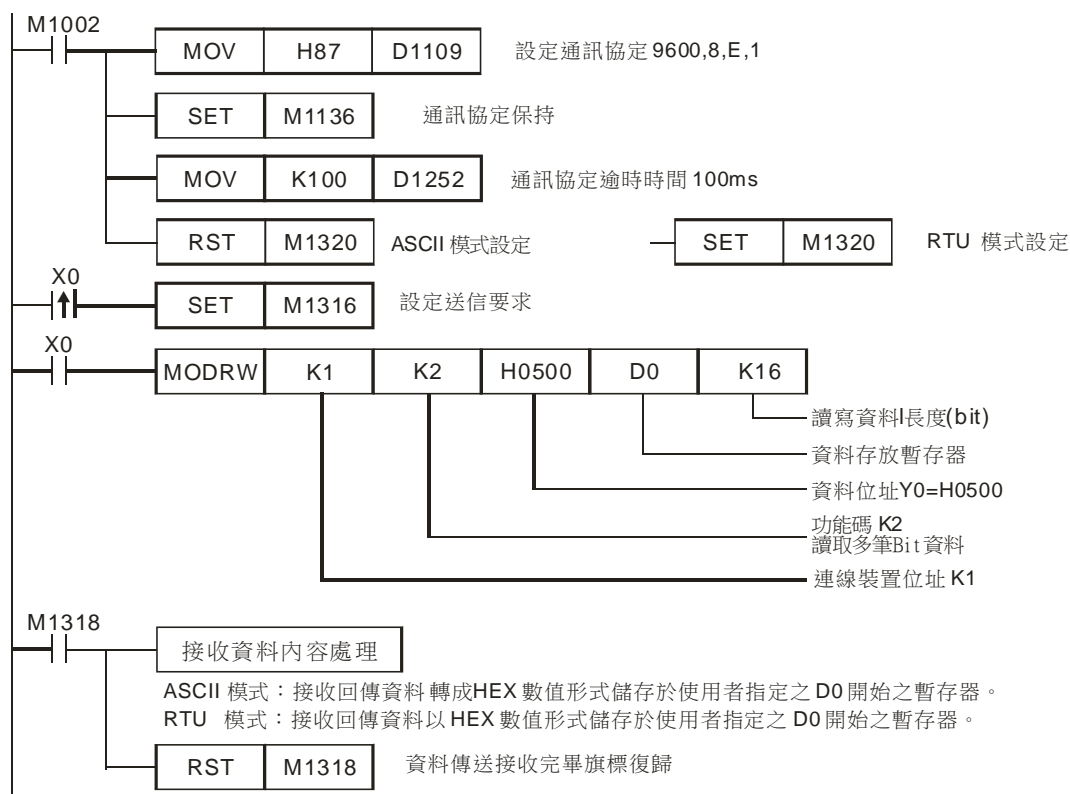 M1002
MOV H87 D1109 設定通訊協定 9600,8,E,1
SET M1136 通訊協定保持
MOV K100 D1252 通訊協定逾時時間 100ms
RST M1320 ASCII 模式設定 SET M1320 RTU 模式設定
X0
SET M1316 設定送信要求
X0
MODRW K1 K2 H0500 D0 K16
讀寫資料l長度(bit)
資料存放暫存器
資料位址Y0=H0500
功能碼 K2
讀取多筆Bit資料
連線裝置位址 K1
M1318
接收資料內容處理
ASCII 模式：接收回傳資料 轉成HEX 數值形式儲存於使用者指定之 D0 開始之暫存器。
RTU 模式：接收回傳資料以 HEX 數值形式儲存於使用者指定之 D0 開始之暫存器。
RST M1318 資料傳送接收完畢旗標復歸